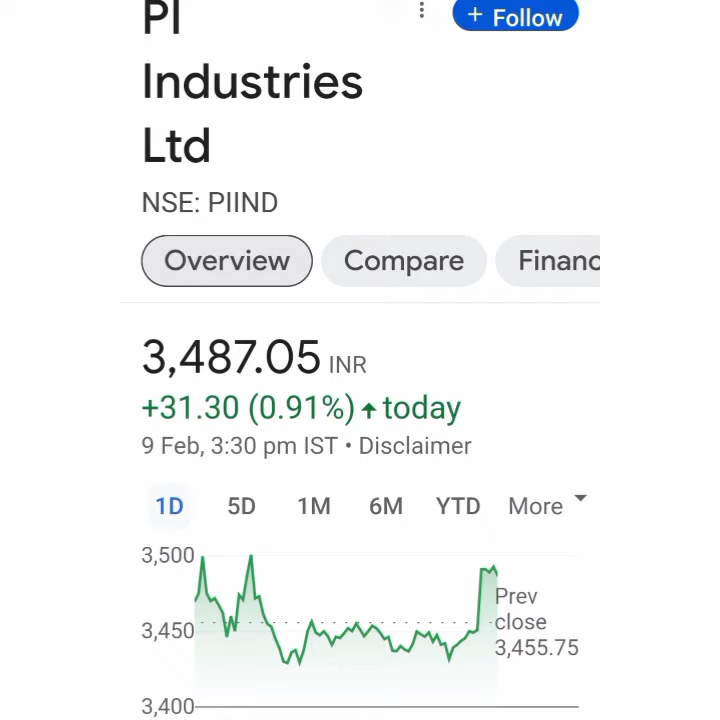 PI
Industries
Ltd
+ Follow
NSE: PIIND
Overview
Compare
Financ
3,487.05 INR
+31.30 (0.91%) ↑ today
9 Feb, 3:30 pm IST • Disclaimer
1D 5D 1M 6M YTD More
3,500
3,450
3,400
Prev
close
3,455.75